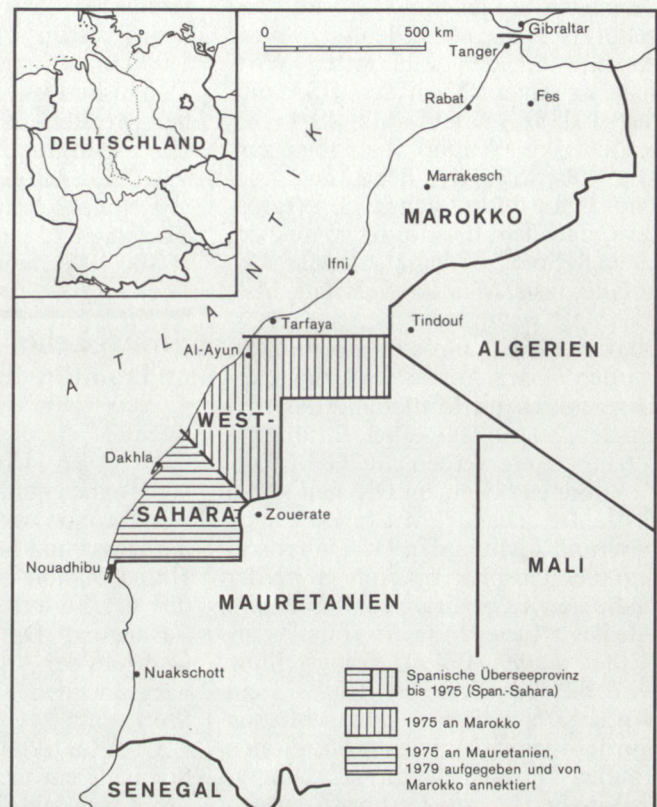 DEUTSCHLAND
0 500 km
Gibraltar
Tanger
Rabat
Fes
Marrakesch
MAROKKO
Ifni
ATLANTIK
Tarfaya
Tindouf
Al-Ayun
ALGERIEN
WEST-
Dakhla
SAHARA
Zouerate
Nouadhibu
MALI
MAURETANIEN
Nuakschott
Spanische Überseeprovinz
bis 1975 (Span.-Sahara)
1975 an Marokko
1975 an Mauretanien,
1979 aufgegeben und von
Marokko annektiert
SENEGAL